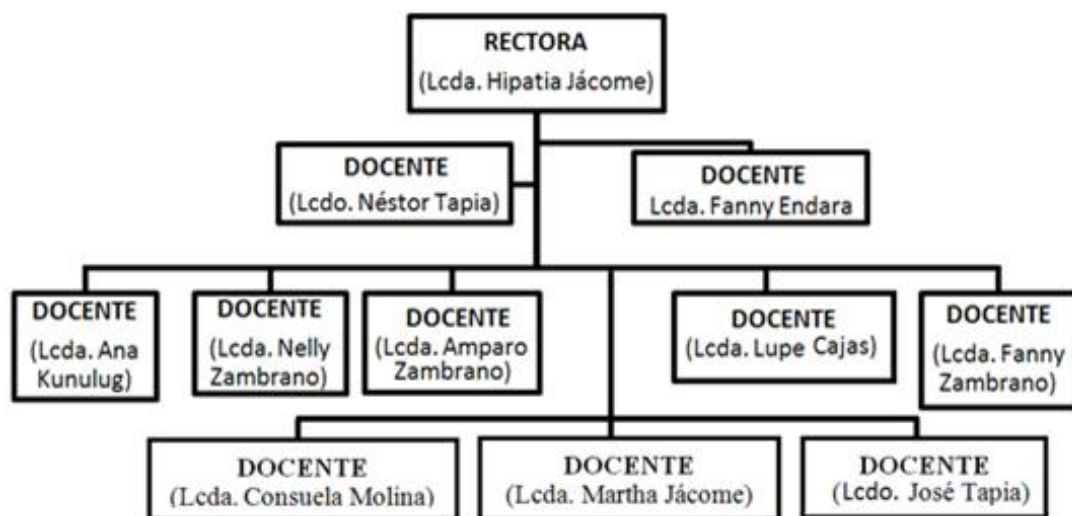 RECTORA
(Lcda. Hipatia Jácome)
DOCENTE
(Lcdo. Néstor Tapia)
DOCENTE
Lcda. Fanny Endara
DOCENTE
(Lcda. Ana
Kunulug)
DOCENTE
(Lcda. Nelly
Zambrano)
DOCENTE
(Lcda. Amparo
Zambrano)
DOCENTE
(Lcda. Lupe Cajas)
DOCENTE
(Lcda. Fanny
Zambrano)
DOCENTE
(Lcda. Consuela Molina)
DOCENTE
(Lcda. Martha Jácome)
DOCENTE
(Lcdo. José Tapia)